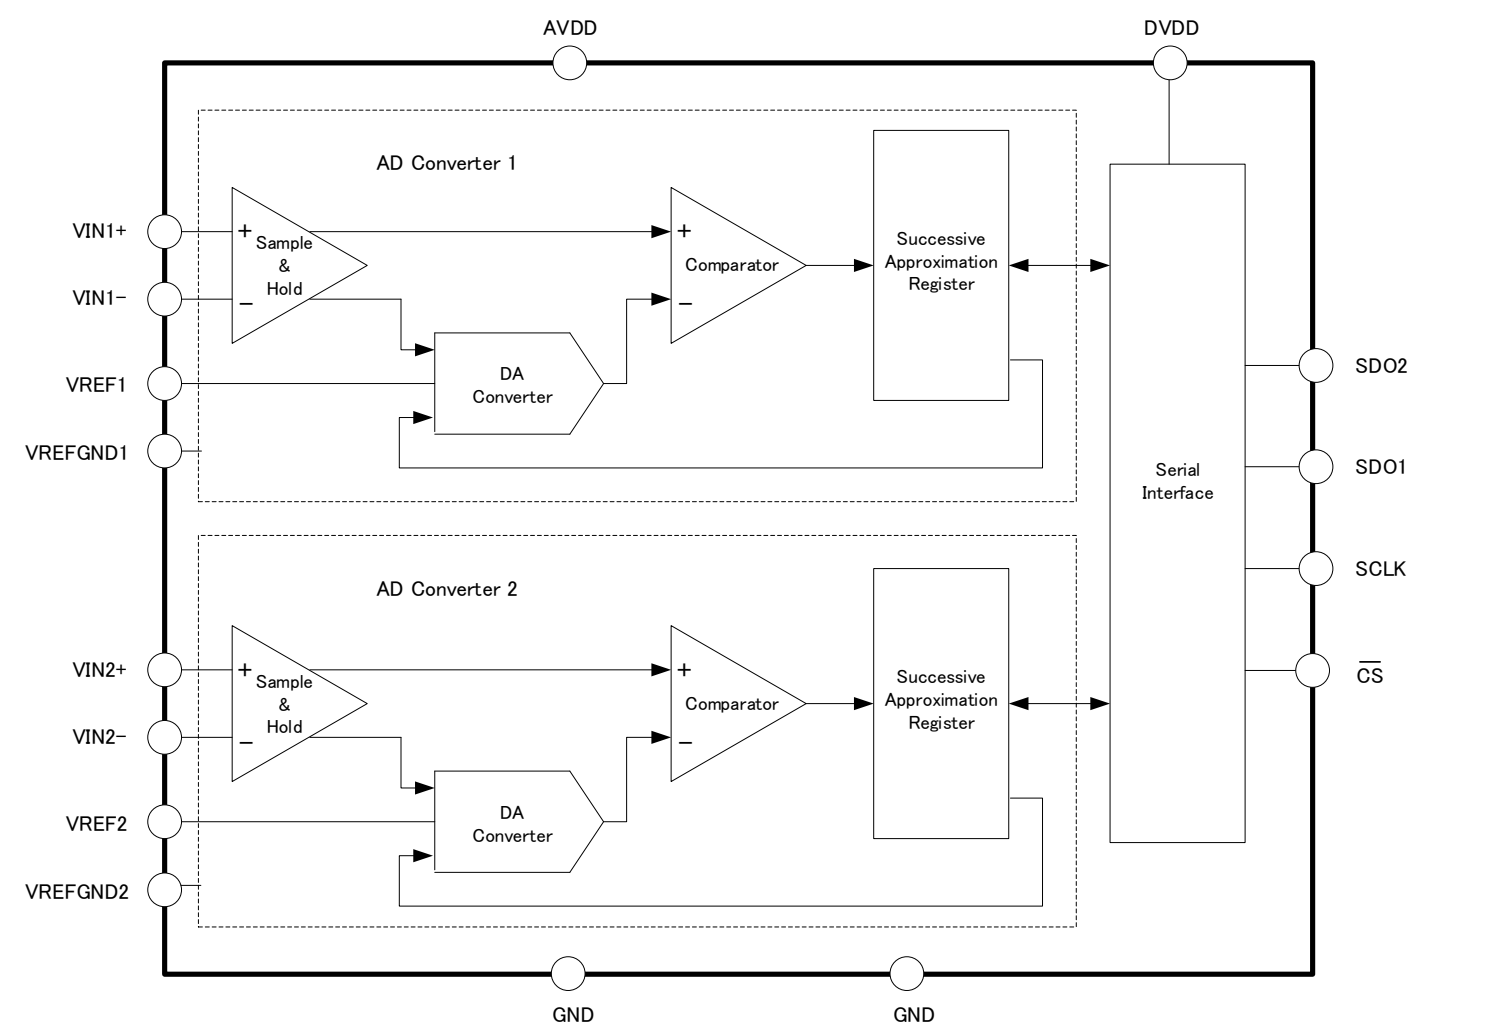 AVDD
DVDD
AD Converter 1
VIN1+
VIN1-
VREF1
VREFGND1
+
Sample
&
Hold
−
+
Comparator
−
Successive
Approximation
Register
DA
Converter
AD Converter 2
VIN2+
VIN2-
VREF2
VREFGND2
+
Sample
&
Hold
−
+
Comparator
−
Successive
Approximation
Register
DA
Converter
Serial
Interface
SDO2
SDO1
SCLK
C̅S̅
GND
GND